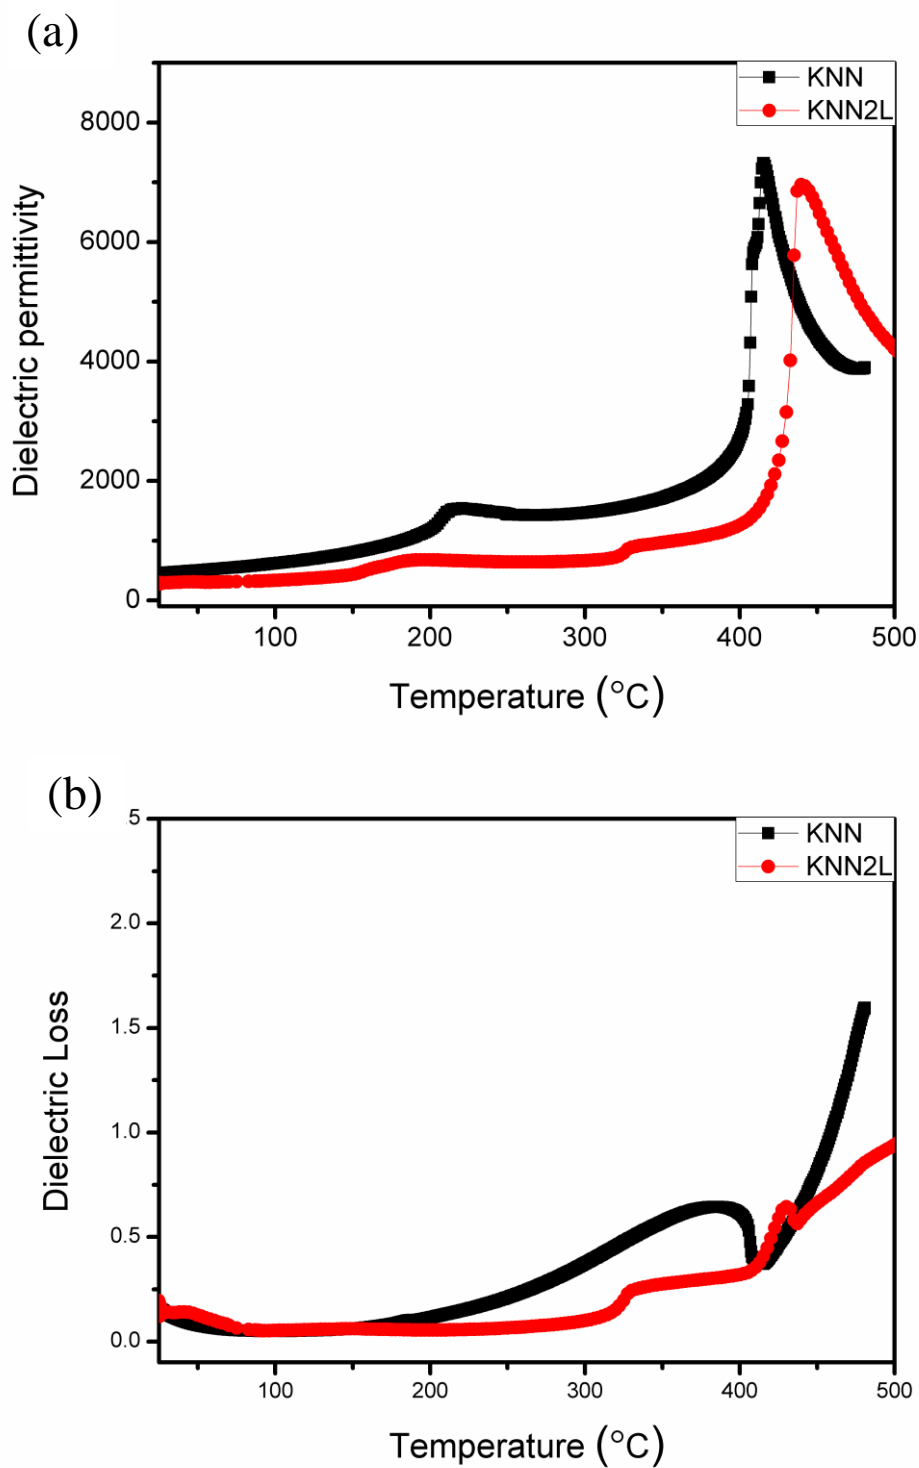 (a)
KNN
KNN2L
8000
6000
4000
2000
0
Dielectric permittivity
100 200 300 400 500
Temperature (°C)
(b)
KNN
KNN2L
5
2.0
1.5
1.0
0.5
0.0
Dielectric Loss
100 200 300 400 500
Temperature (°C)